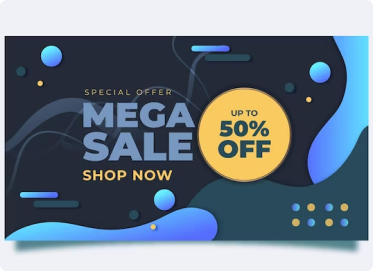 SPECIAL OFFER
MEGA
SALE
SHOP NOW
UP TO
50%
OFF